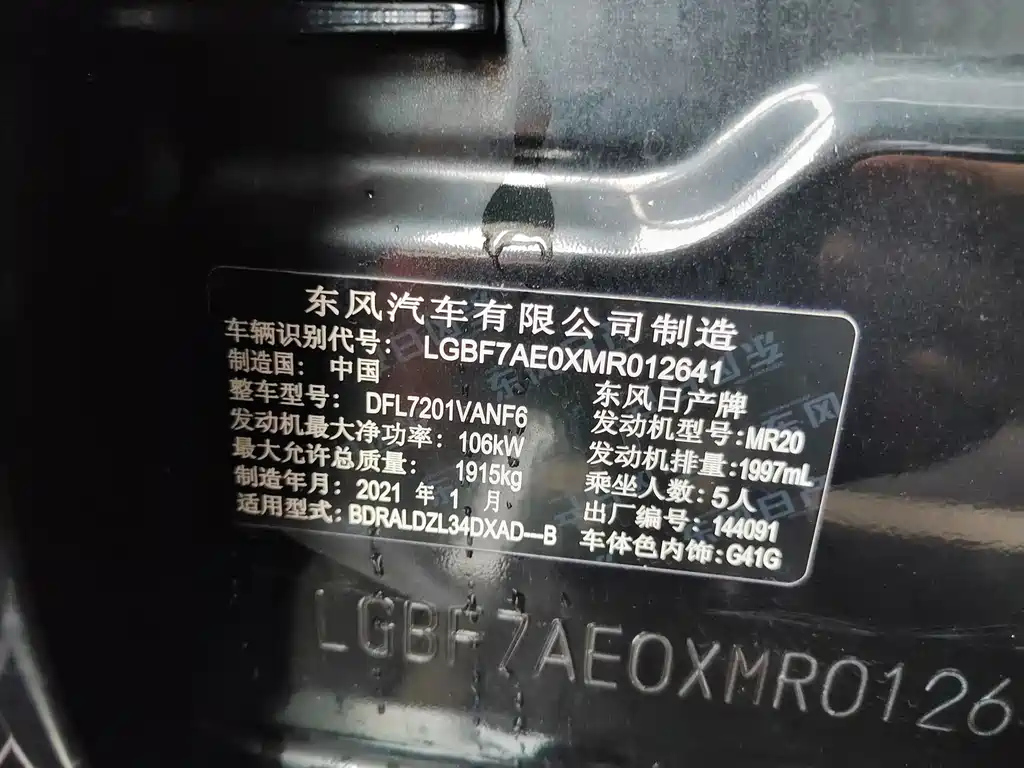 东风汽车有限公司制造
车辆识别代号: LGBF7AE0XMR012641
制造国: 中国 东风日产牌
整车型号: DFL7201VANF6 发动机型号:MR20
发动机最大净功率: 106kW 发动机排量:1997mL
最大允许总质量: 1915kg 乘坐人数:5人
制造年月: 2021 年 1 月 出厂编号: 144091
适用型式: BDRALDZL34DXAD---B 车体色内饰:G41G
LGBF7AE0XMR0126